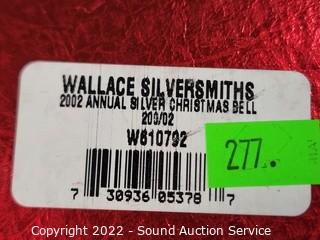 WALLACE SILVERSMITHS
2002 ANNUAL SILVER CHRISTMAS BELL
200/02
W610792
277.
7 30936 05378 7
Copyright 2022 - Sound Auction Service